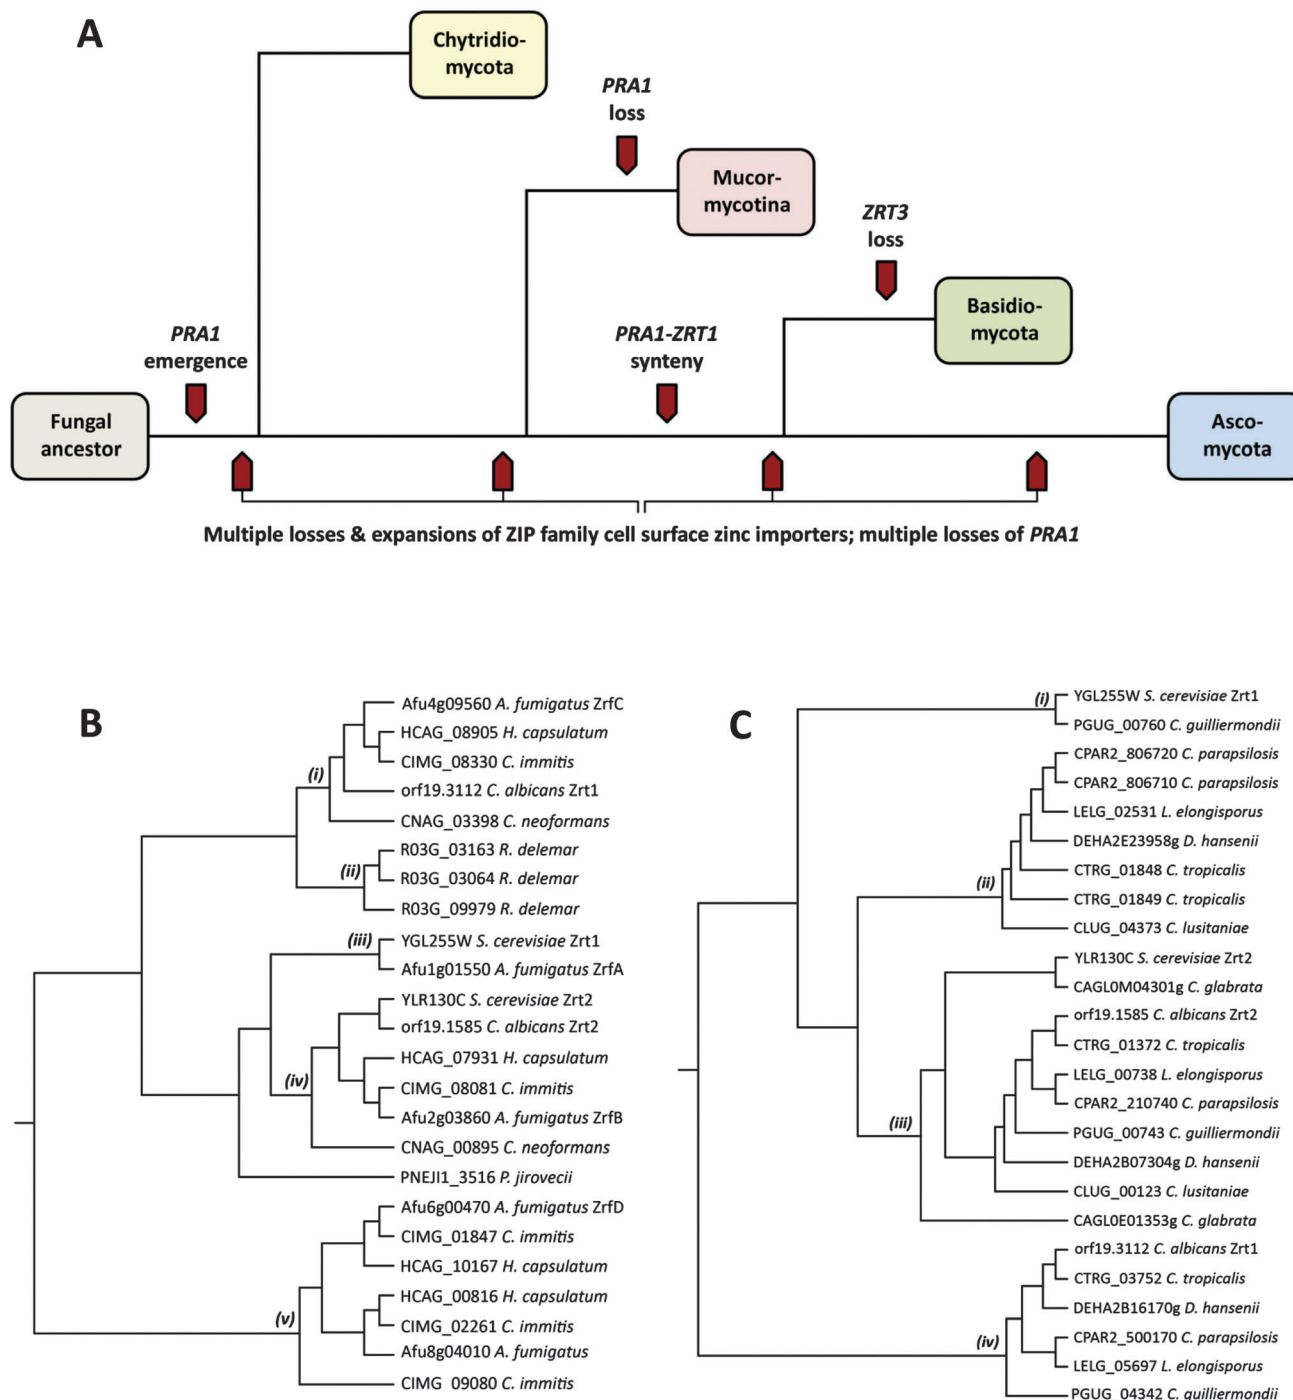 A
Chytridio-
mycota
PRA1
loss
Mucor-
mycotina
ZRT3
loss
Basidio-
mycota
PRA1
emergence
PRA1-ZRT1
synteny
Fungal
ancestor
Asco-
mycota
Multiple losses & expansions of ZIP family cell surface zinc importers; multiple losses of PRA1
B
Afu4g09560 A. fumigatus ZrfC
HCAG_08905 H. capsulatum
CIMG_08330 C. immitis
(i)
orf19.3112 C. albicans Zrt1
CNAG_03398 C. neoformans
R03G_03163 R. delemar
(ii)
R03G_03064 R. delemar
R03G_09979 R. delemar
(iii)
YGL255W S. cerevisiae Zrt1
Afu1g01550 A. fumigatus ZrfA
YLR130C S. cerevisiae Zrt2
orf19.1585 C. albicans Zrt2
HCAG_07931 H. capsulatum
(iv)
CIMG_08081 C. immitis
Afu2g03860 A. fumigatus ZrfB
CNAG_00895 C. neoformans
PNEJI1_3516 P. jirovecii
Afu6g00470 A. fumigatus ZrfD
CIMG_01847 C. immitis
HCAG_10167 H. capsulatum
HCAG_00816 H. capsulatum
(v)
CIMG_02261 C. immitis
Afu8g04010 A. fumigatus
CIMG_09080 C. immitis
C
(i)
YGL255W S. cerevisiae Zrt1
PGUG_00760 C. guilliermondii
CPAR2_806720 C. parapsilosis
CPAR2_806710 C. parapsilosis
LELG_02531 L. elongisporus
DEHA2E23958g D. hansenii
(ii)
CTRG_01848 C. tropicalis
CTRG_01849 C. tropicalis
CLUG_04373 C. lusitaniae
YLR130C S. cerevisiae Zrt2
CAGL0M04301g C. glabrata
orf19.1585 C. albicans Zrt2
CTRG_01372 C. tropicalis
LELG_00738 L. elongisporus
CPAR2_210740 C. parapsilosis
(iii)
PGUG_00743 C. guilliermondii
DEHA2B07304g D. hansenii
CLUG_00123 C. lusitaniae
CAGL0E01353g C. glabrata
orf19.3112 C. albicans Zrt1
CTRG_03752 C. tropicalis
DEHA2B16170g D. hansenii
(iv)
CPAR2_500170 C. parapsilosis
LELG_05697 L. elongisporus
PGUG_04342 C. guilliermondii